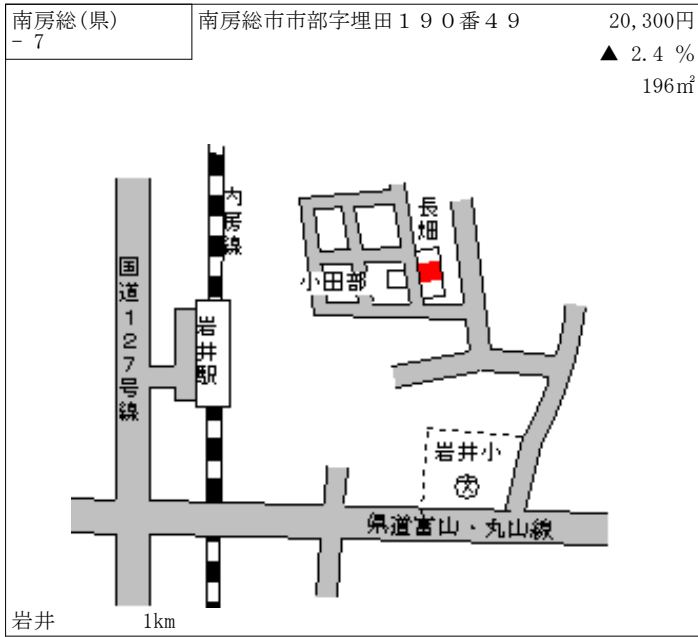 南房総(県)
- 7
南房総市市部字埋田１９０番４９
20,300円
▲ 2.4 %
196㎡
内房線
長畑
国道127号線
小田部
岩井駅
岩井小
文
県道富山・丸山線
岩井 1km